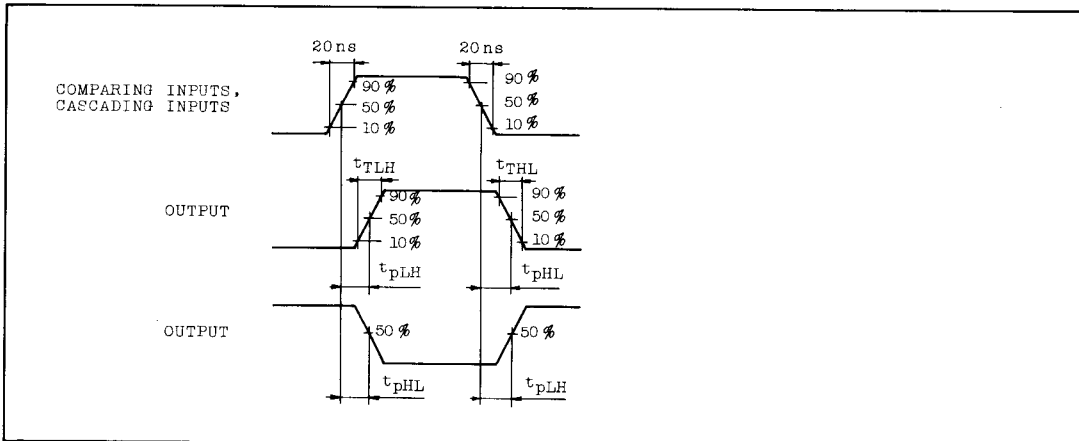 20ns 20ns
COMPARING INPUTS,
CASCADING INPUTS
90%
50%
10%
90%
50%
10%
tTLH tTHL
OUTPUT
90%
50%
10%
90%
50%
10%
tpLH tpHL
OUTPUT
50% 50%
tpHL tpLH